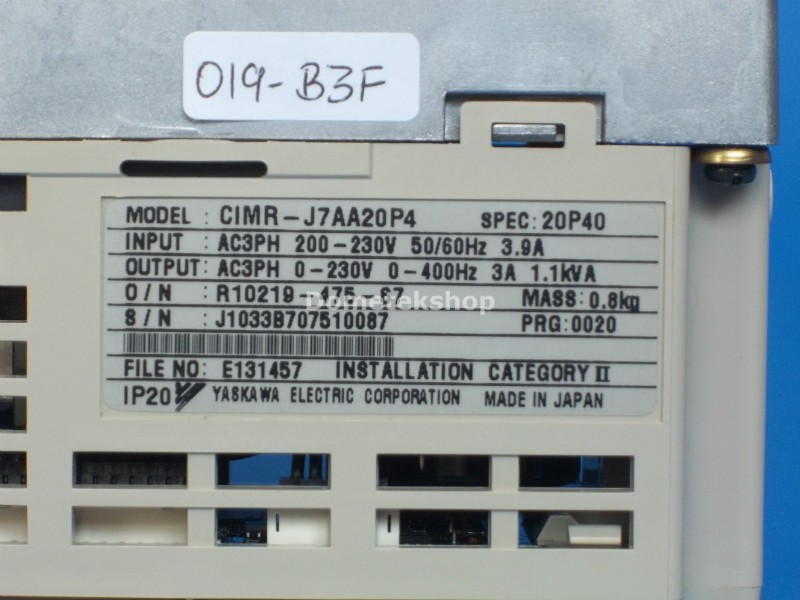 019-B3F
MODEL : CIMR-J7AA20P4 SPEC: 20P40
INPUT : AC3PH 200-230V 50/60Hz 3.9A
OUTPUT : AC3PH 0-230V 0-400Hz 3A 1.1kVA
O/N : R10219-475-67 MASS: 0.8kg
Dometekshop
S/N : J1033B707510087 PRG: 0020
FILE NO: E131457 INSTALLATION CATEGORY II
IP20 YASKAWA ELECTRIC CORPORATION MADE IN JAPAN